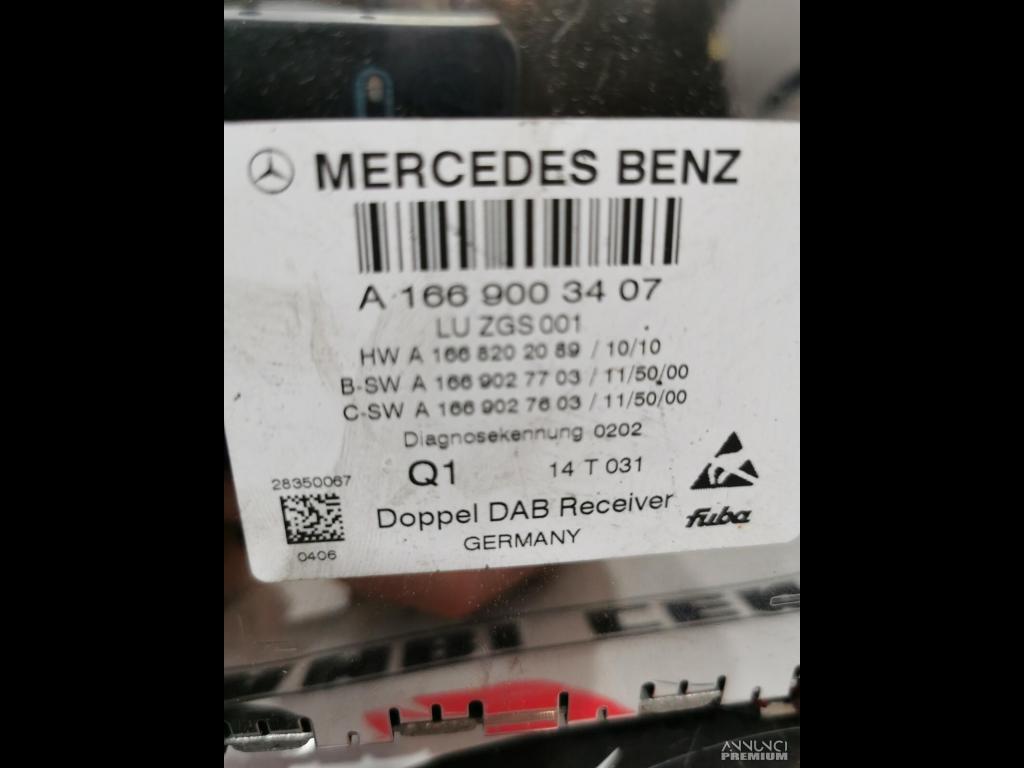 MERCEDES BENZ
A 166 900 34 07
LU ZGS 001
HW A 166 820 20 89 / 10/10
B-SW A 166 902 77 03 / 11/50/00
C-SW A 166 902 76 03 / 11/50/00
Diagnosekennung 0202
28350067
Q1 14 T 031
Doppel DAB Receiver
fuba
GERMANY
0406
ANNUNCI
PREMIUM